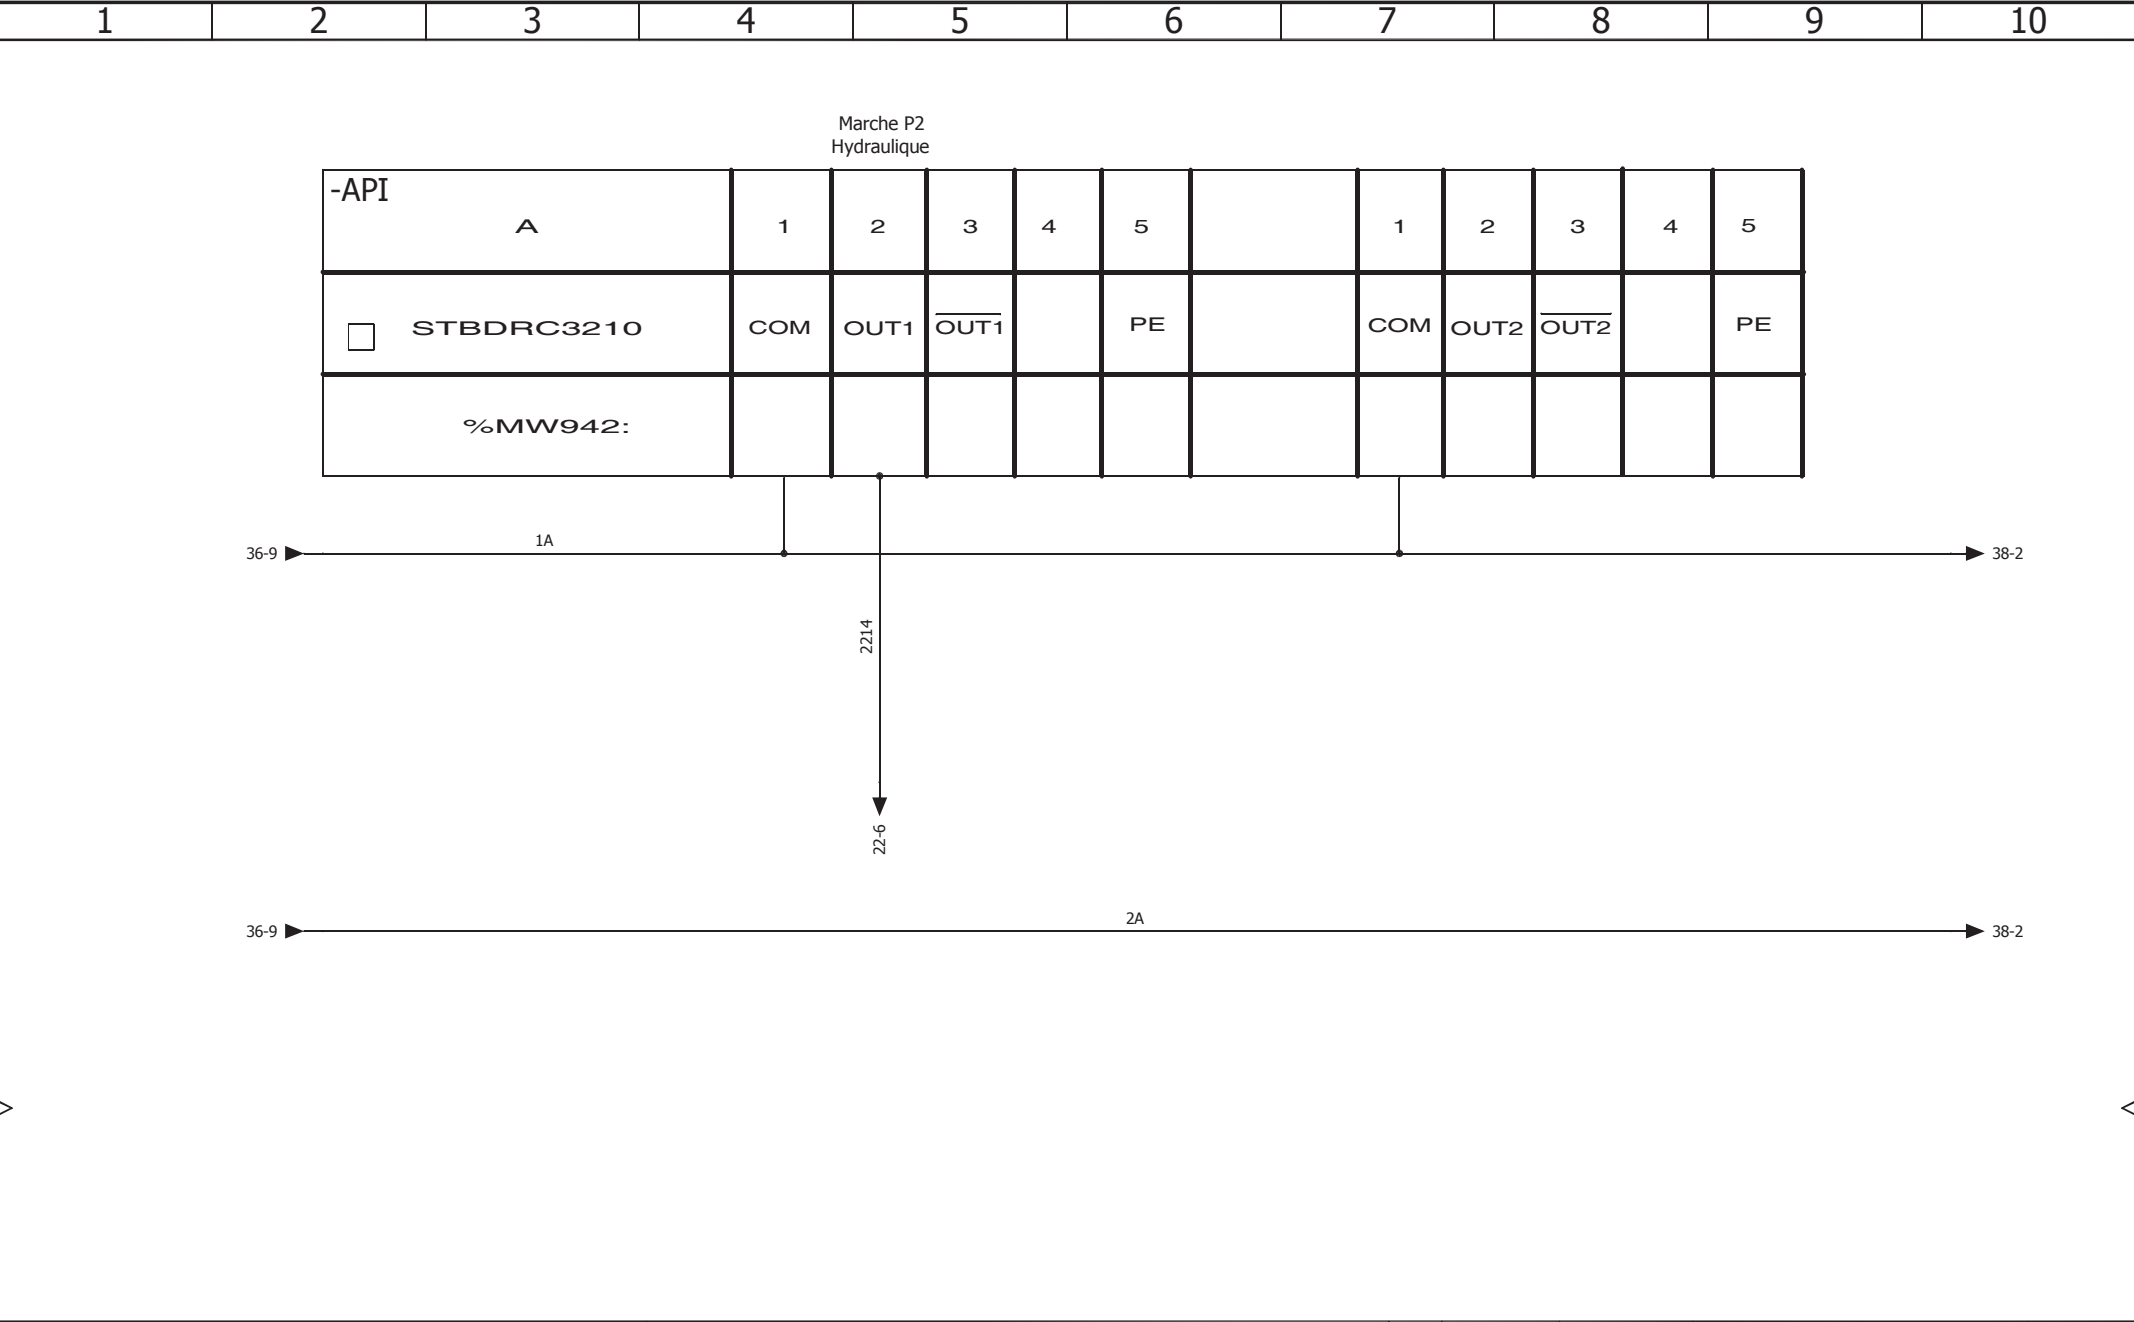 1 2 3 4 5 6 7 8 9 10
Marche P2
Hydraulique
-API
A 1 2 3 4 5 1 2 3 4 5
STBDRC3210 COM OUT1 OUT1 PE COM OUT2 OUT2 PE
%MW942:
1A
36-9 38-2
2214
22-6
2A
36-9 38-2
> <